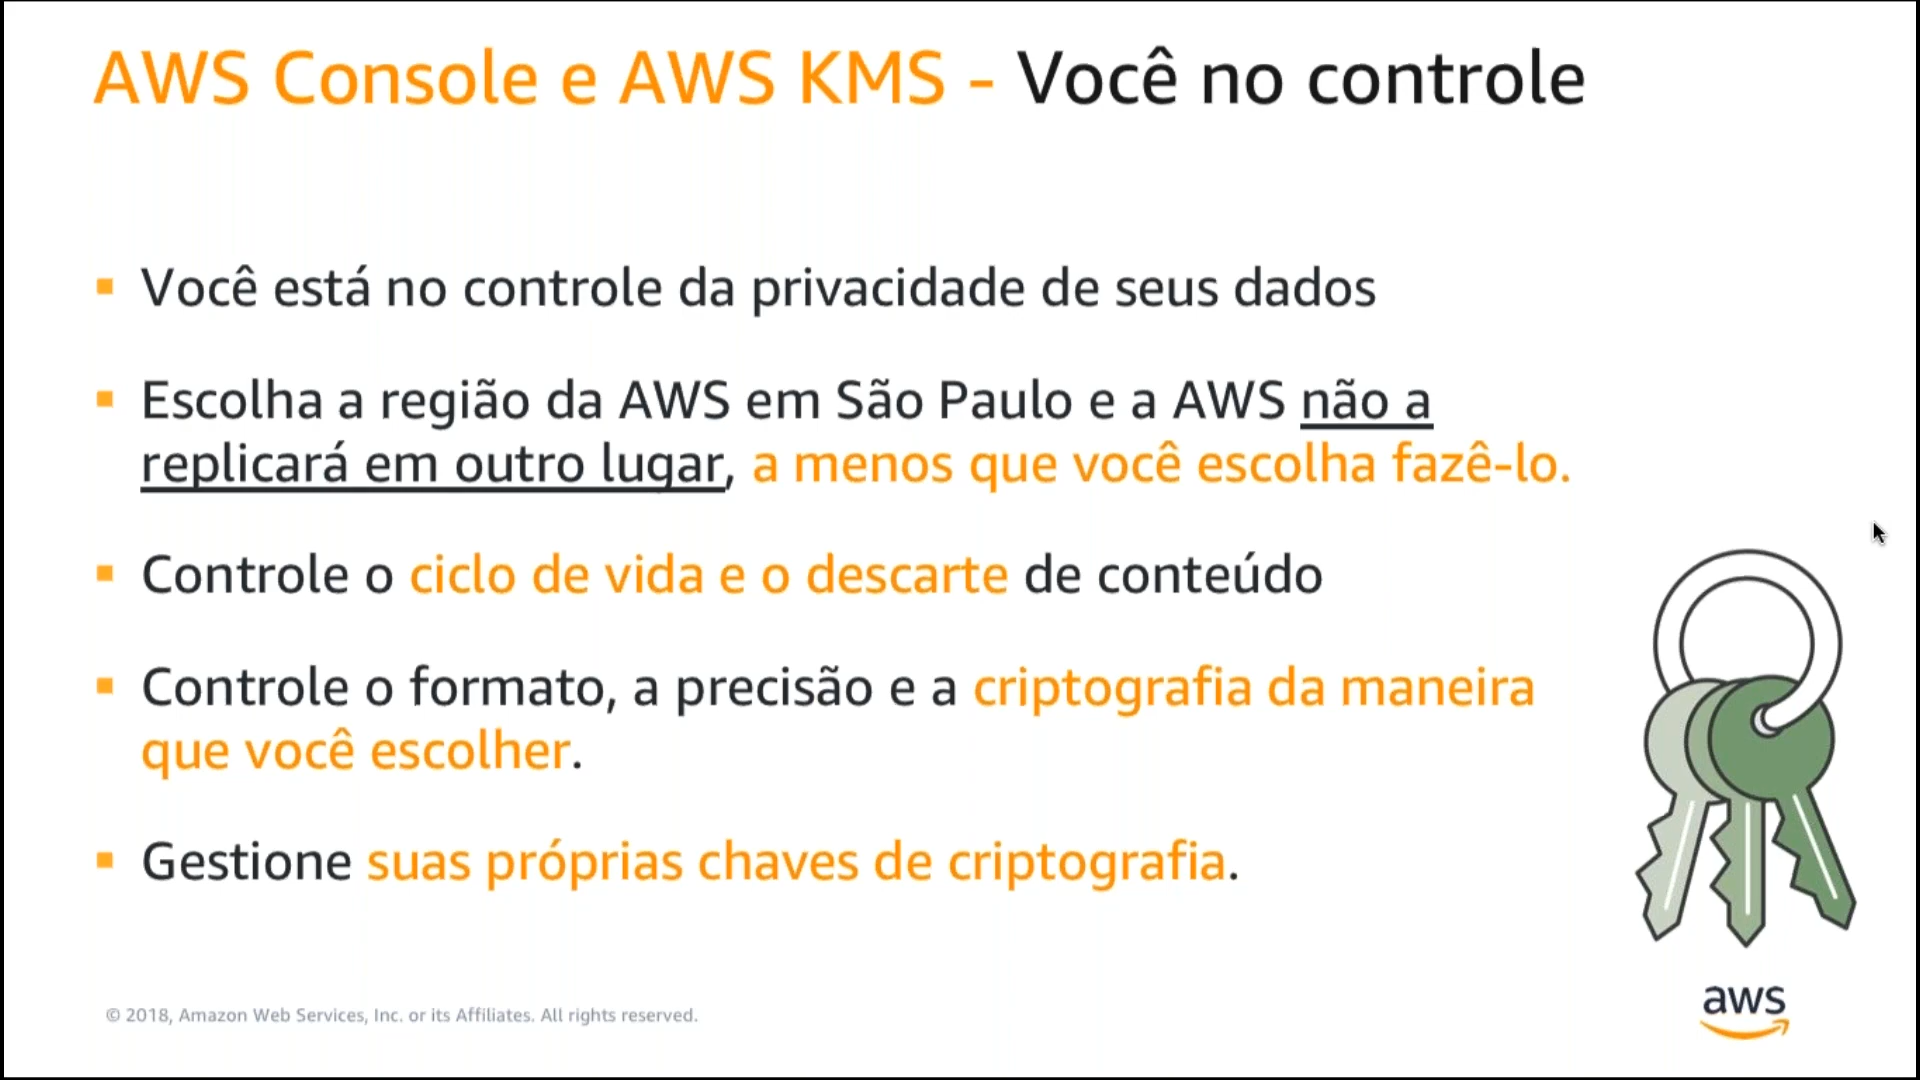 AWS Console e AWS KMS - Você no controle
▪ Você está no controle da privacidade de seus dados
▪ Escolha a região da AWS em São Paulo e a AWS não a
replicará em outro lugar, a menos que você escolha fazê-lo.
▪ Controle o ciclo de vida e o descarte de conteúdo
▪ Controle o formato, a precisão e a criptografia da maneira
que você escolher.
▪ Gestione suas próprias chaves de criptografia.
© 2018, Amazon Web Services, Inc. or its Affiliates. All rights reserved.
aws